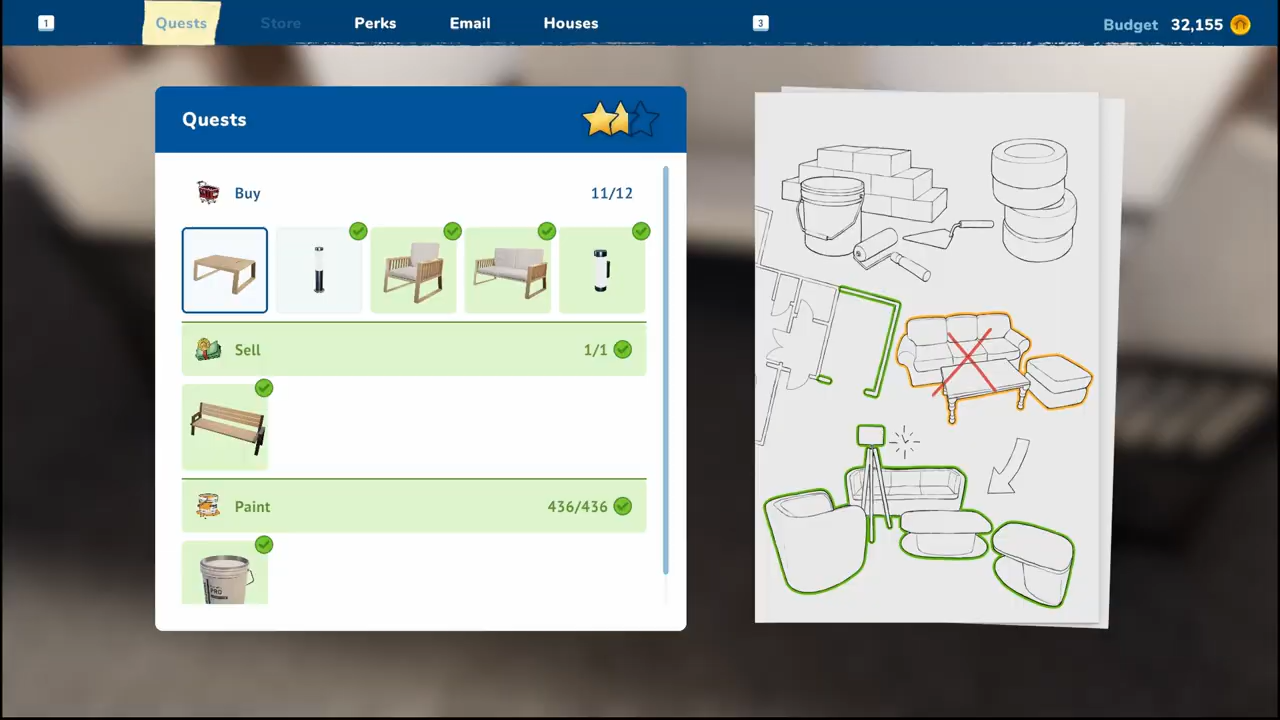 1 Quests Store Perks Email Houses 3 Budget 32,155
Quests
Buy 11/12
Sell 1/1
Paint 436/436
PRO